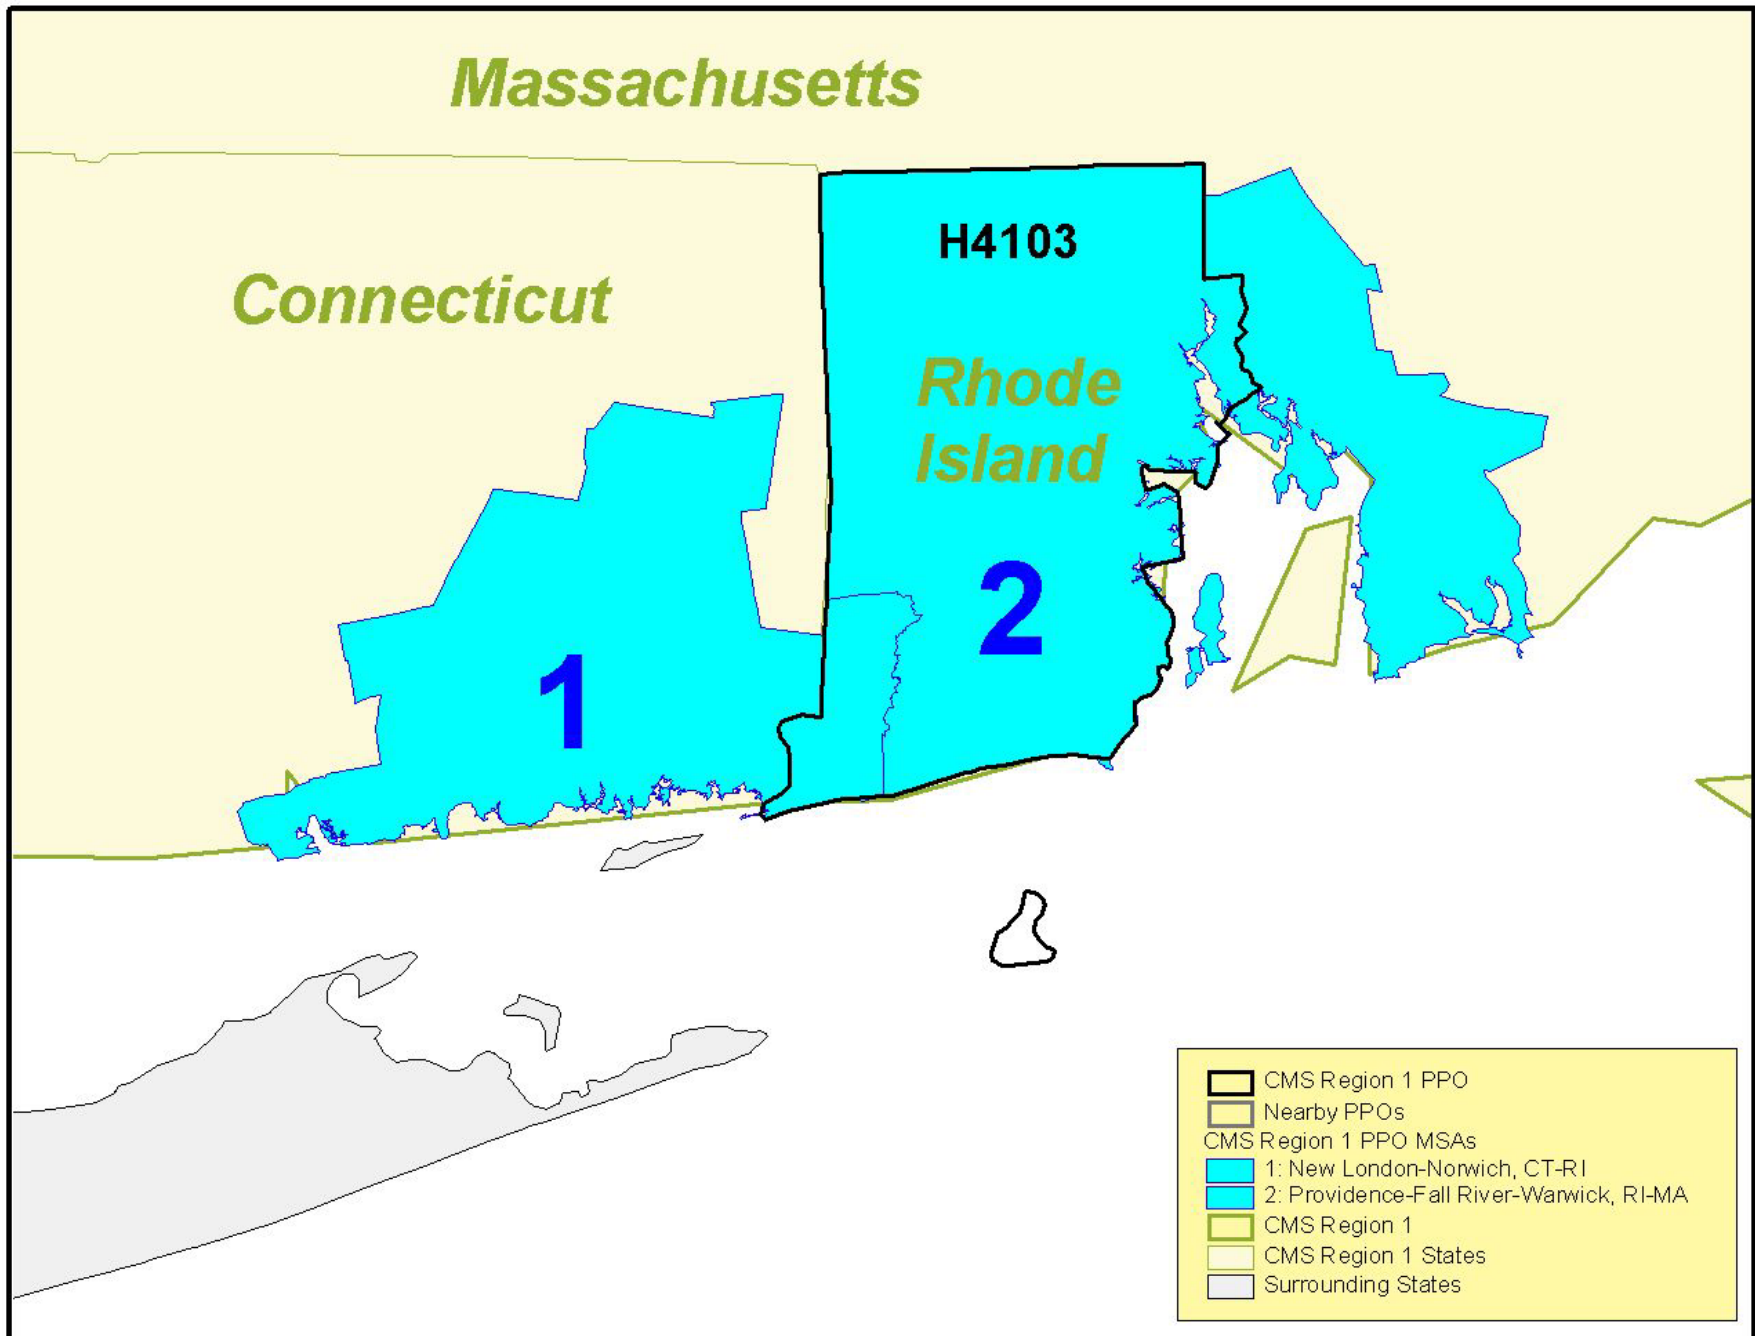 Massachusetts
H4103
Connecticut
Rhode
Island
2
1
CMS Region 1 PPO
Nearby PPOs
CMS Region 1 PPO MSAs
1: New London-Norwich, CT-RI
2: Providence-Fall River-Warwick, RI-MA
CMS Region 1
CMS Region 1 States
Surrounding States